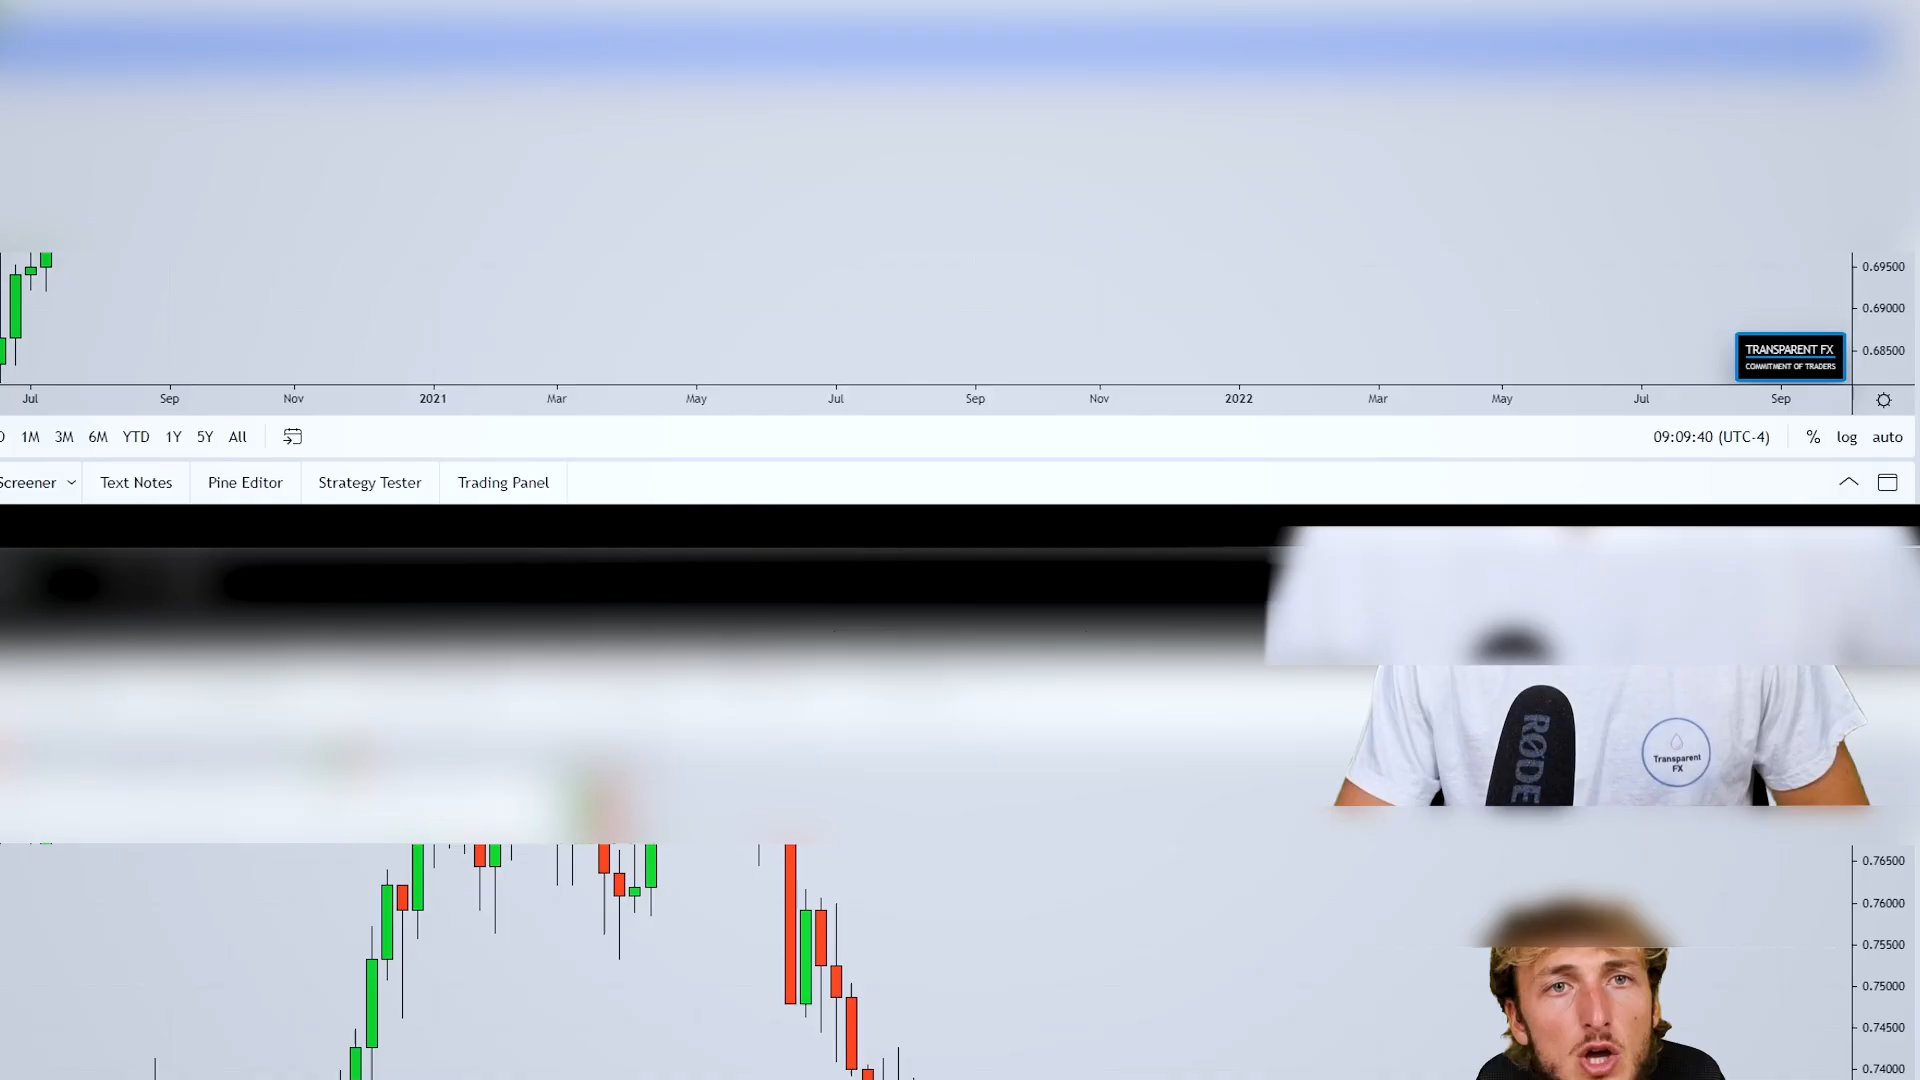 0.69500
0.69000
0.68500
TRANSPARENT FX
COMMITMENT OF TRADERS
Jul Sep Nov 2021 Mar May Jul Sep Nov 2022 Mar May Jul Sep
1M 3M 6M YTD 1Y 5Y All 09:09:40 (UTC-4) % log auto
Screener Text Notes Pine Editor Strategy Tester Trading Panel
RØDE
Transparent
FX
0.76500
0.76000
0.75500
0.75000
0.74500
0.74000